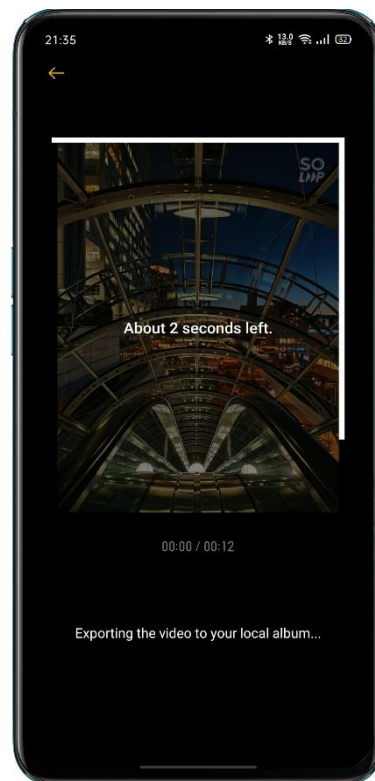 21:35
13.0
KB/S
52
SO
LOOP
About 2 seconds left.
00:00 / 00:12
Exporting the video to your local album...